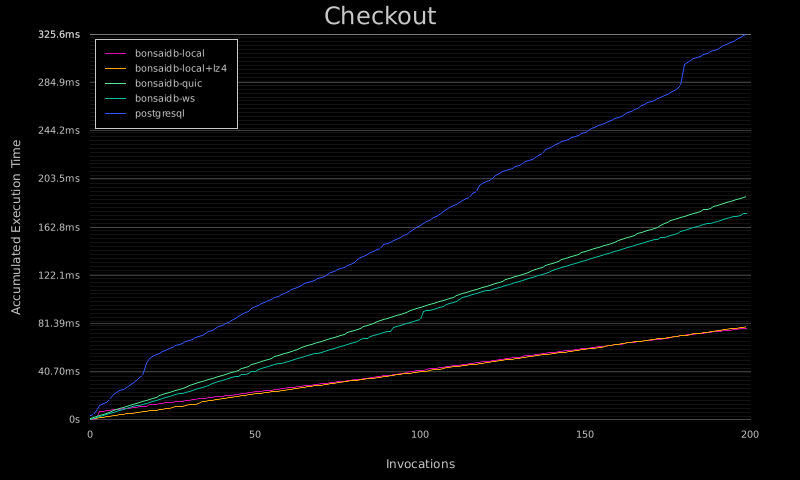 Checkout
325.6ms
284.9ms
244.2ms
203.5ms
162.8ms
122.1ms
81.39ms
40.70ms
0s
bonsaidb-local
bonsaidb-local+lz4
bonsaidb-quic
bonsaidb-ws
postgresql
Accumulated Execution Time
0 50 100 150 200
Invocations